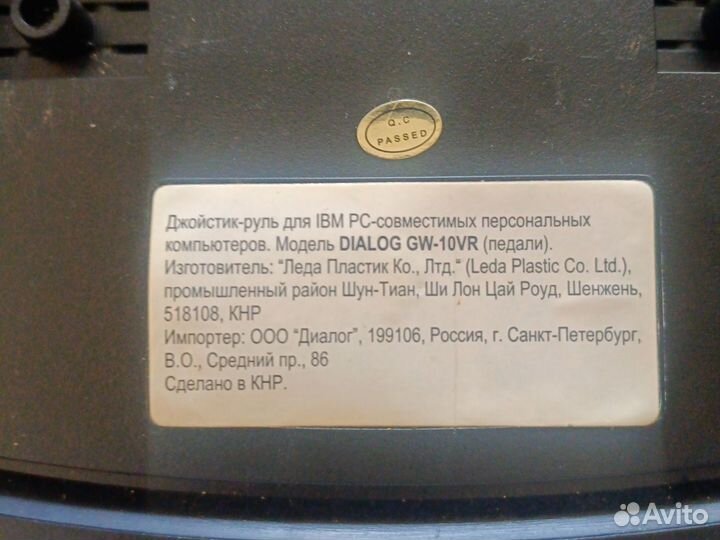 Q.C
PASSED
Джойстик-руль для IBM PC-совместимых персональных
компьютеров. Модель DIALOG GW-10VR (педали).
Изготовитель: "Леда Пластик Ко., Лтд." (Leda Plastic Co. Ltd.),
промышленный район Шун-Тиан, Ши Лон Цай Роуд, Шенжень,
518108, КНР
Импортер: ООО "Диалог", 199106, Россия, г. Санкт-Петербург,
В.О., Средний пр., 86
Сделано в КНР.
Avito